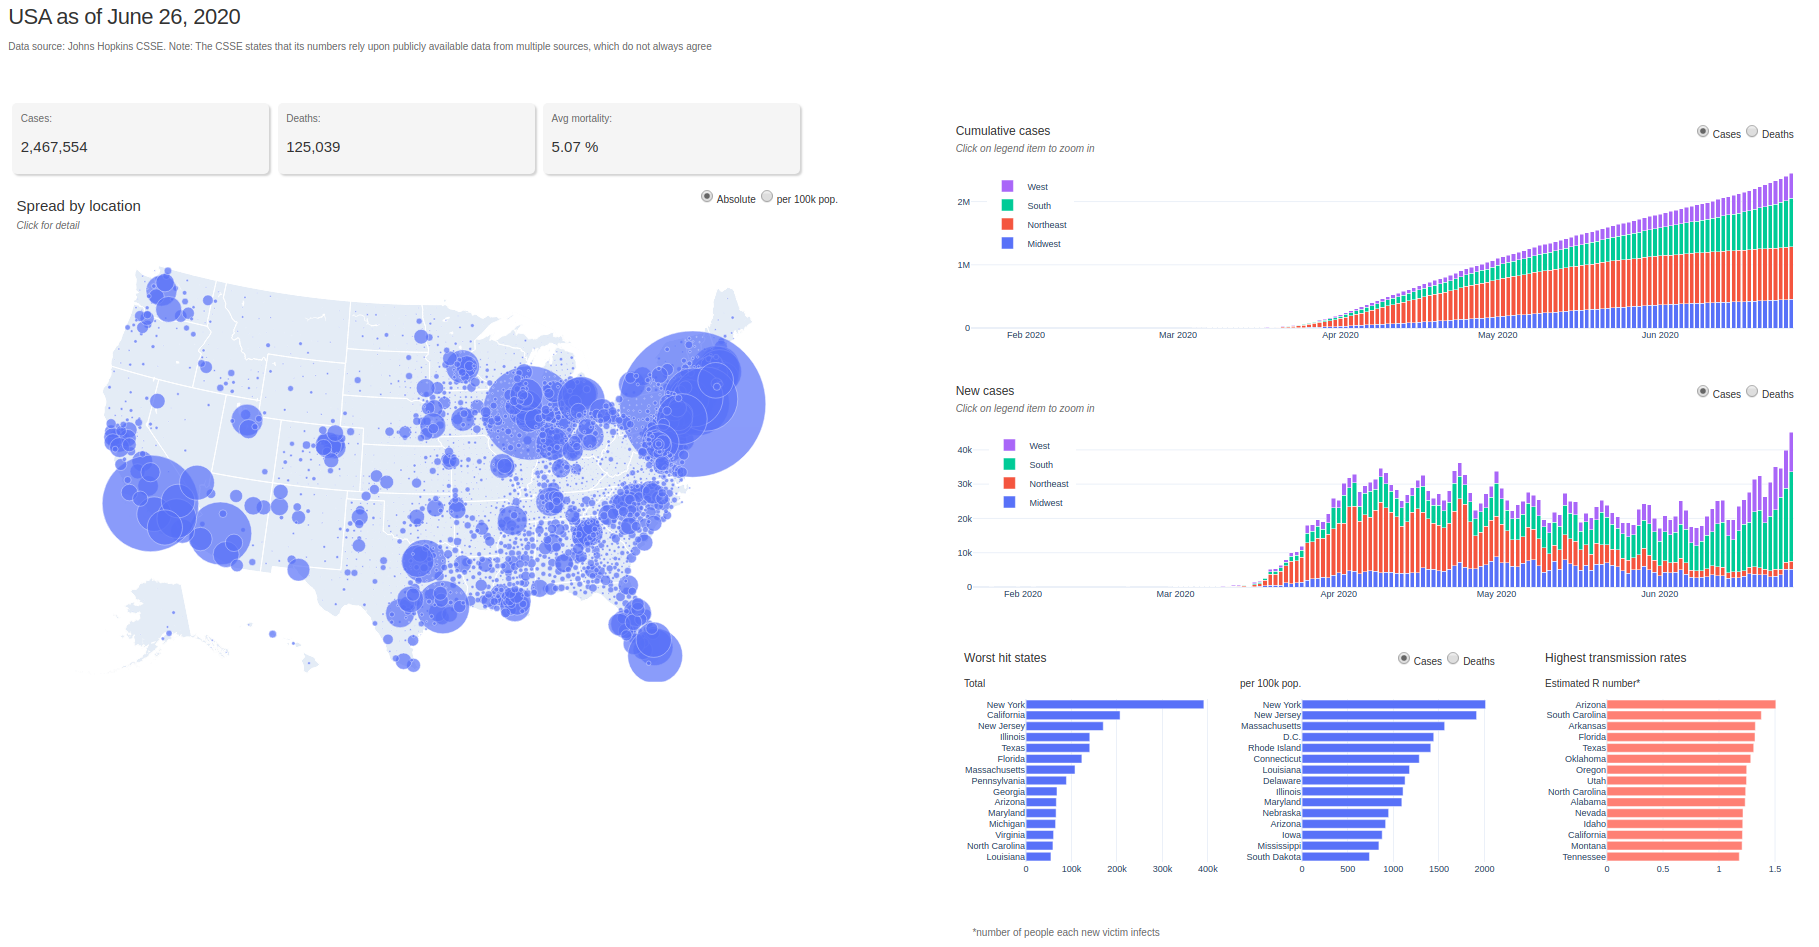 USA as of June 26, 2020
Data source: Johns Hopkins CSSE. Note: The CSSE states that its numbers rely upon publicly available data from multiple sources, which do not always agree
Cases:
2,467,554
Deaths:
125,039
Avg mortality:
5.07 %
Spread by location
Click for detail
Absolute per 100k pop.
Cumulative cases
Click on legend item to zoom in
Cases Deaths
West
South
Northeast
Midwest
2M
1M
0
Feb 2020 Mar 2020 Apr 2020 May 2020 Jun 2020
New cases
Click on legend item to zoom in
Cases Deaths
West
South
Northeast
Midwest
40k
30k
20k
10k
0
Feb 2020 Mar 2020 Apr 2020 May 2020 Jun 2020
Worst hit states
Cases Deaths
Total
New York
California
New Jersey
Illinois
Texas
Florida
Massachusetts
Pennsylvania
Georgia
Arizona
Maryland
Michigan
Virginia
North Carolina
Louisiana
0 100k 200k 300k 400k
per 100k pop.
New York
New Jersey
Massachusetts
D.C.
Rhode Island
Connecticut
Louisiana
Delaware
Illinois
Maryland
Nebraska
Arizona
Iowa
Mississippi
South Dakota
0 500 1000 1500 2000
Highest transmission rates
Estimated R number*
Arizona
South Carolina
Arkansas
Florida
Texas
Oklahoma
Oregon
Utah
North Carolina
Alabama
Nevada
Idaho
California
Montana
Tennessee
0 0.5 1 1.5
*number of people each new victim infects